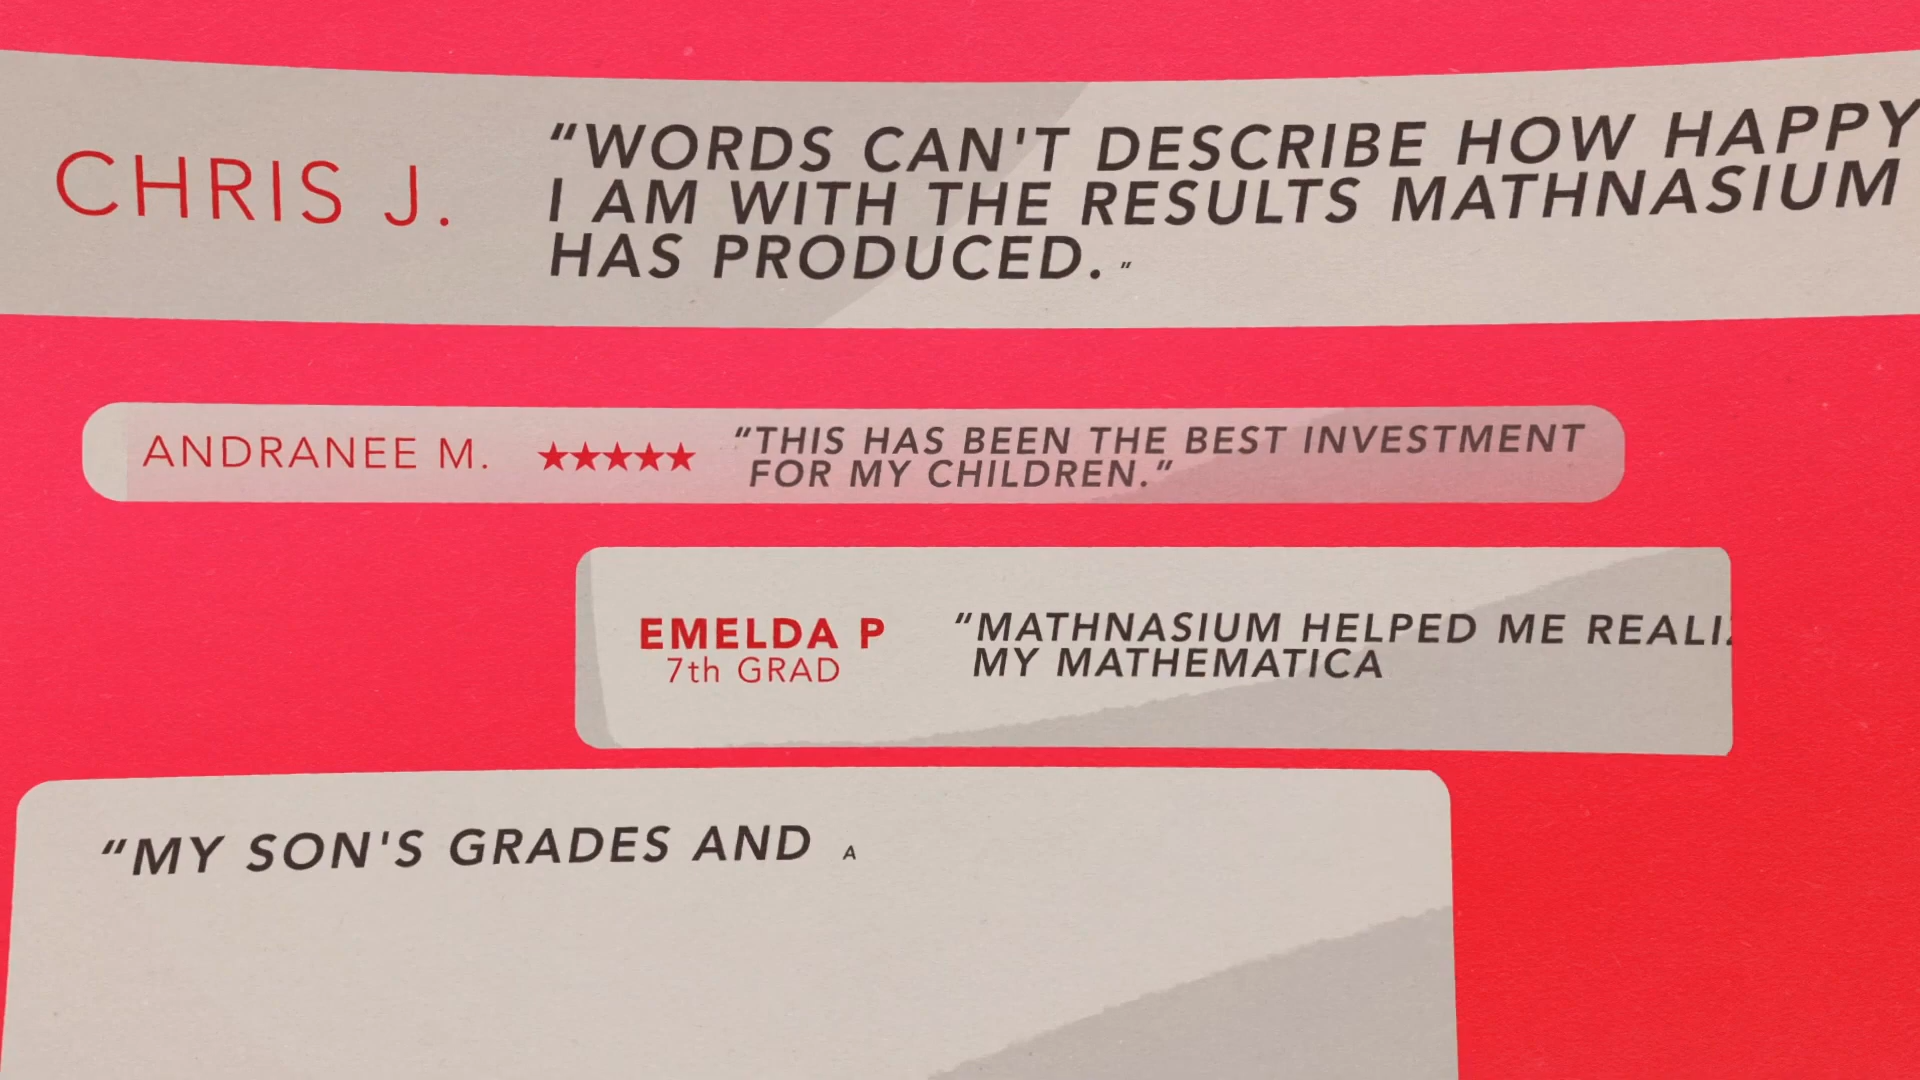 CHRIS J.
“WORDS CAN'T DESCRIBE HOW HAPPY
I AM WITH THE RESULTS MATHNASIUM
HAS PRODUCED. ”
ANDRANEE M. ★★★★★
“THIS HAS BEEN THE BEST INVESTMENT
FOR MY CHILDREN.”
EMELDA P
7th GRAD
“MATHNASIUM HELPED ME REALI
MY MATHEMATICA
“MY SON'S GRADES AND A